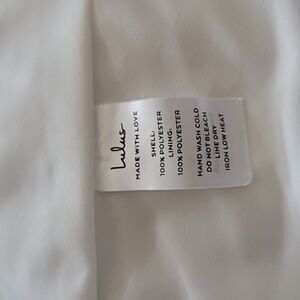 Lulus
MADE WITH LOVE
SHELL:
100% POLYESTER
LINING:
100% POLYESTER
HAND WASH COLD
DO NOT BLEACH
LINE DRY
IRON LOW HEAT